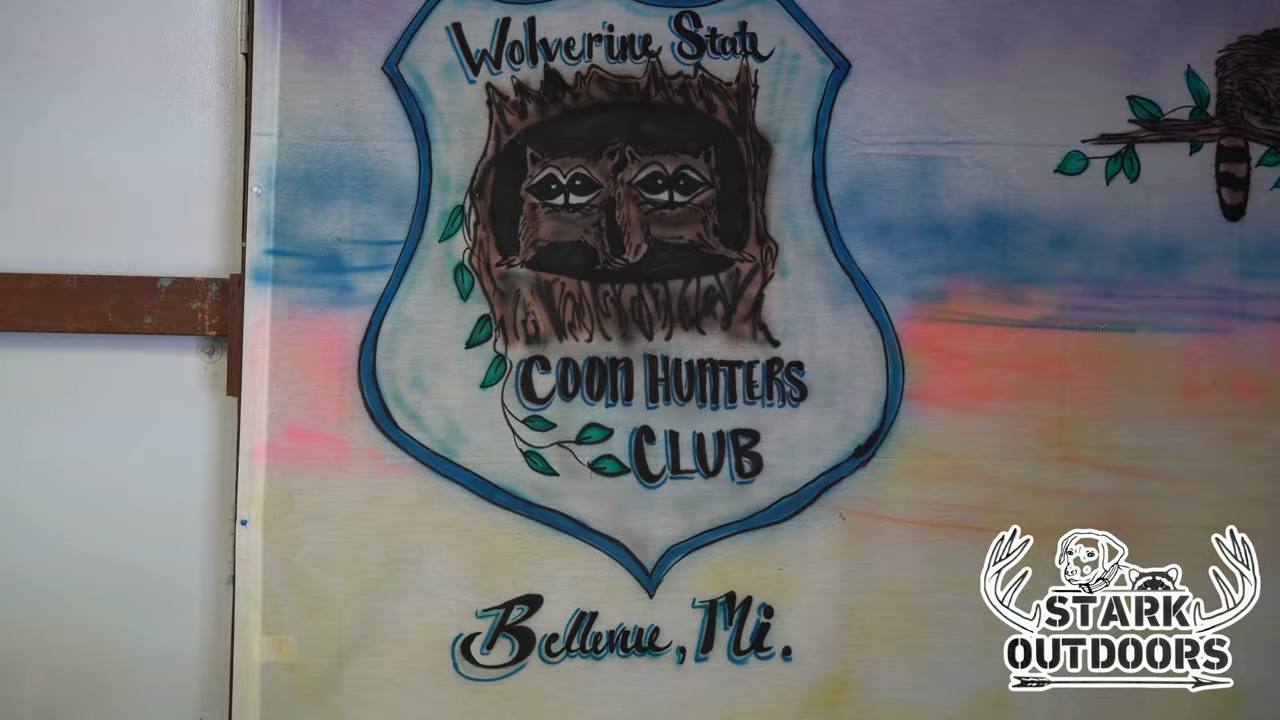 Wolverine State
COON HUNTERS
CLUB
Bellevue, Mi.
STARK
OUTDOORS